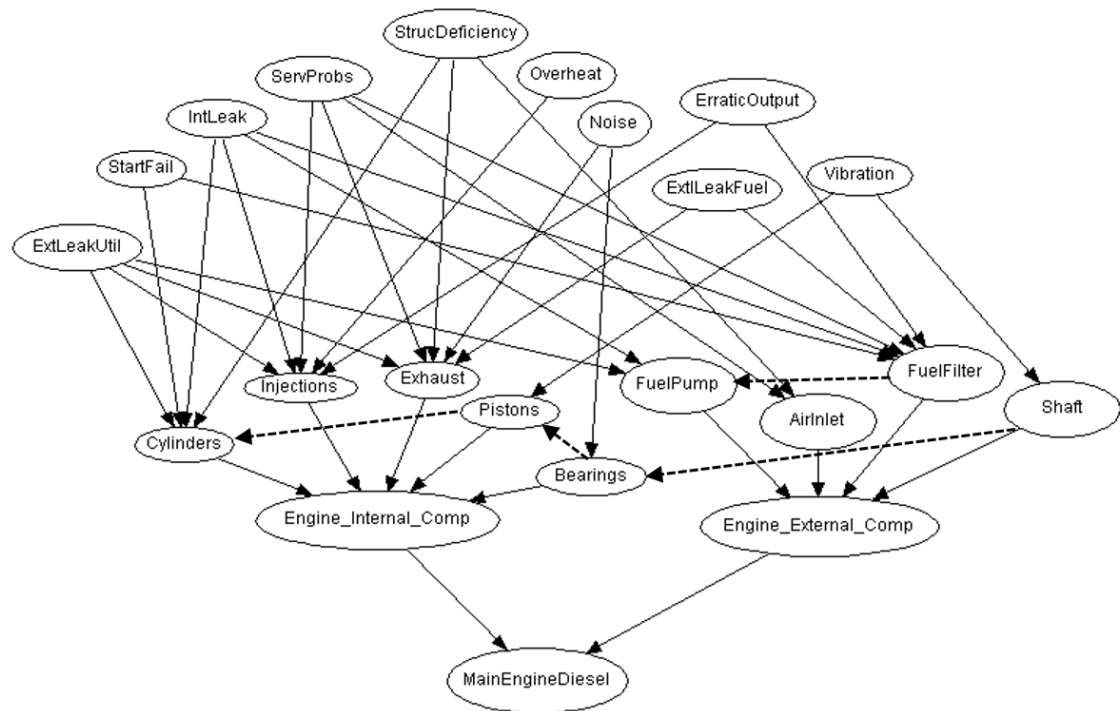 StrucDeficiency
ServProbs
Overheat
ErraticOutput
IntLeak
Noise
StartFail
ExtlLeakFuel
Vibration
ExtLeakUtil
Injections
Exhaust
FuelPump
FuelFilter
Pistons
AirInlet
Shaft
Cylinders
Bearings
Engine_Internal_Comp
Engine_External_Comp
MainEngineDiesel